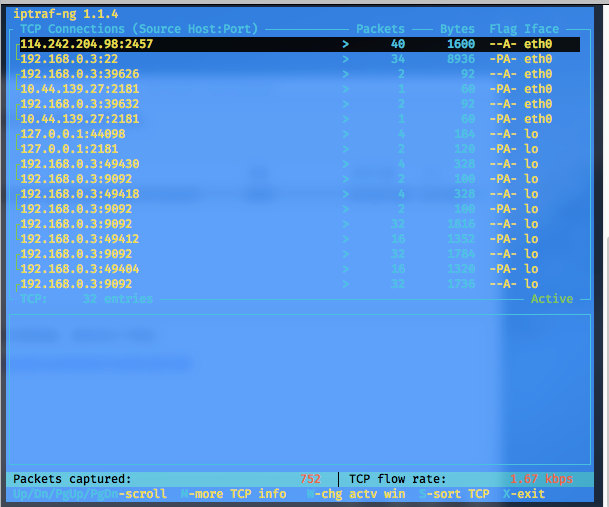 iptraf-ng 1.1.4
TCP Connections (Source Host:Port) Packets Bytes Flag Iface
114.242.204.98:2457 > 40 1600 --A- eth0
192.168.0.3:22 > 34 8936 -PA- eth0
192.168.0.3:39626 > 2 92 --A- eth0
10.44.139.27:2181 > 1 60 -PA- eth0
192.168.0.3:39632 > 2 92 --A- eth0
10.44.139.27:2181 > 1 60 -PA- eth0
127.0.0.1:44098 > 4 184 --A- lo
127.0.0.1:2181 > 2 120 -PA- lo
192.168.0.3:49430 > 4 328 --A- lo
192.168.0.3:9092 > 2 100 -PA- lo
192.168.0.3:49418 > 4 328 --A- lo
192.168.0.3:9092 > 2 100 -PA- lo
192.168.0.3:9092 > 32 1816 --A- lo
192.168.0.3:49412 > 16 1352 -PA- lo
192.168.0.3:9092 > 32 1784 --A- lo
192.168.0.3:49404 > 16 1320 -PA- lo
192.168.0.3:9092 > 32 1736 --A- lo
TCP: 32 entries Active
Packets captured: 752 TCP flow rate: 1.67 kbps
Up/Dn/PgUp/PgDn-scroll M-more TCP info W-chg actv win S-sort TCP X-exit